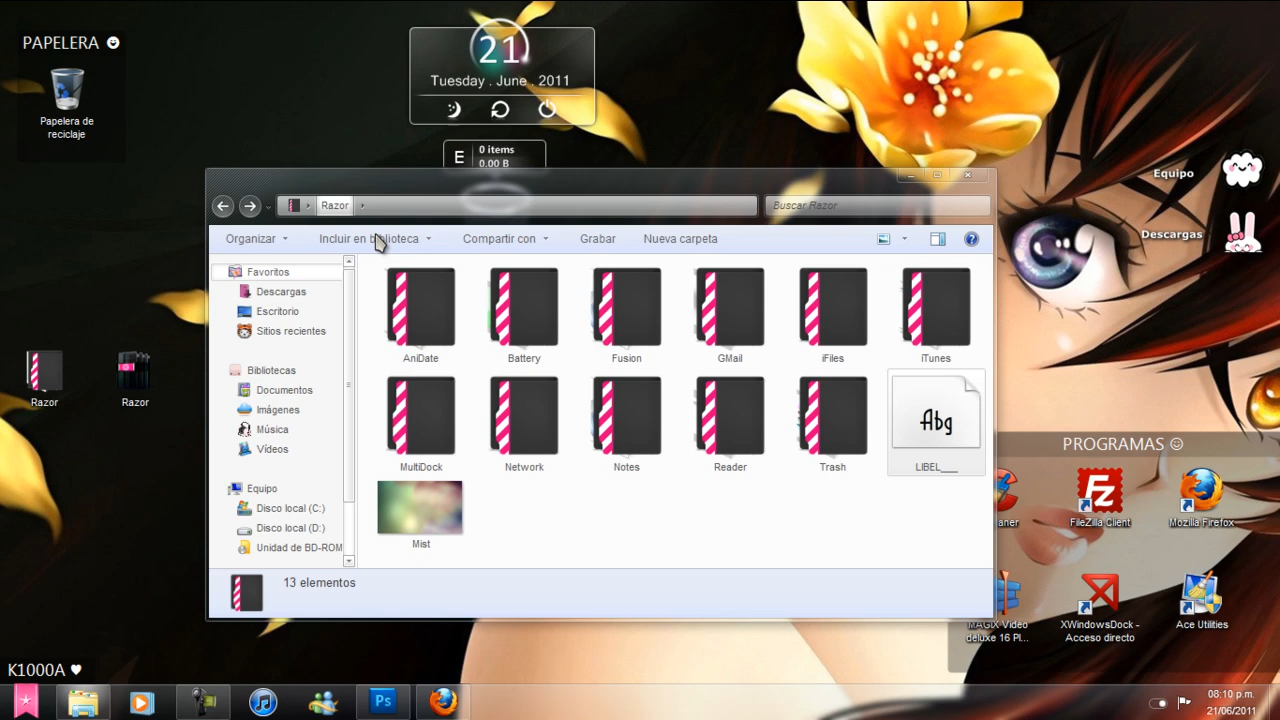 PAPELERA
Papelera de
reciclaje
21
Tuesday . June . 2011
E
0 items
0.00 B
Equipo
Descargas
Razor
Razor
Razor
Buscar Razor
Organizar
Incluir en biblioteca
Compartir con
Grabar
Nueva carpeta
Favoritos
Descargas
Escritorio
Sitios recientes
Bibliotecas
Documentos
Imágenes
Música
Vídeos
Equipo
Disco local (C:)
Disco local (D:)
Unidad de BD-ROM
AniDate
Battery
Fusion
GMail
iFiles
iTunes
MultiDock
Network
Notes
Reader
Trash
Abg
LIBEL___
Mist
13 elementos
PROGRAMAS
aner
Fz
FileZilla Client
Mozilla Firefox
MAGIX Video
deluxe 16 Pl...
XWindowsDock -
Acceso directo
Ace Utilities
K1000A
Ps
08:10 p.m.
21/06/2011